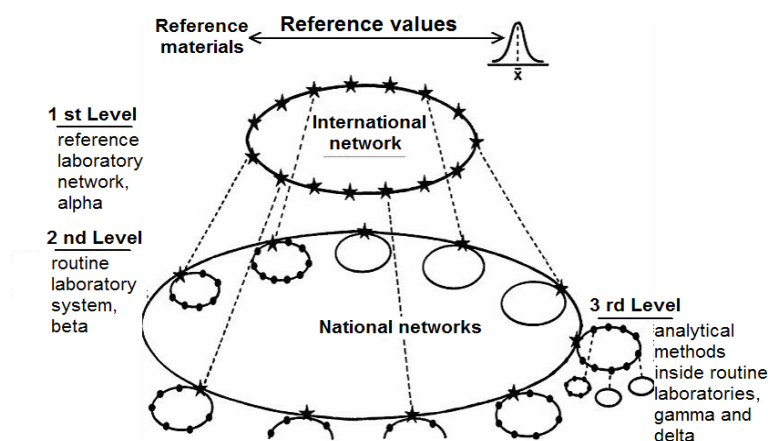 Reference values
Reference
materials
x̄
1 st Level
reference
laboratory
network,
alpha
International
network
2 nd Level
routine
laboratory
system,
beta
National networks
3 rd Level
analytical
methods
inside routine
laboratories,
gamma and
delta